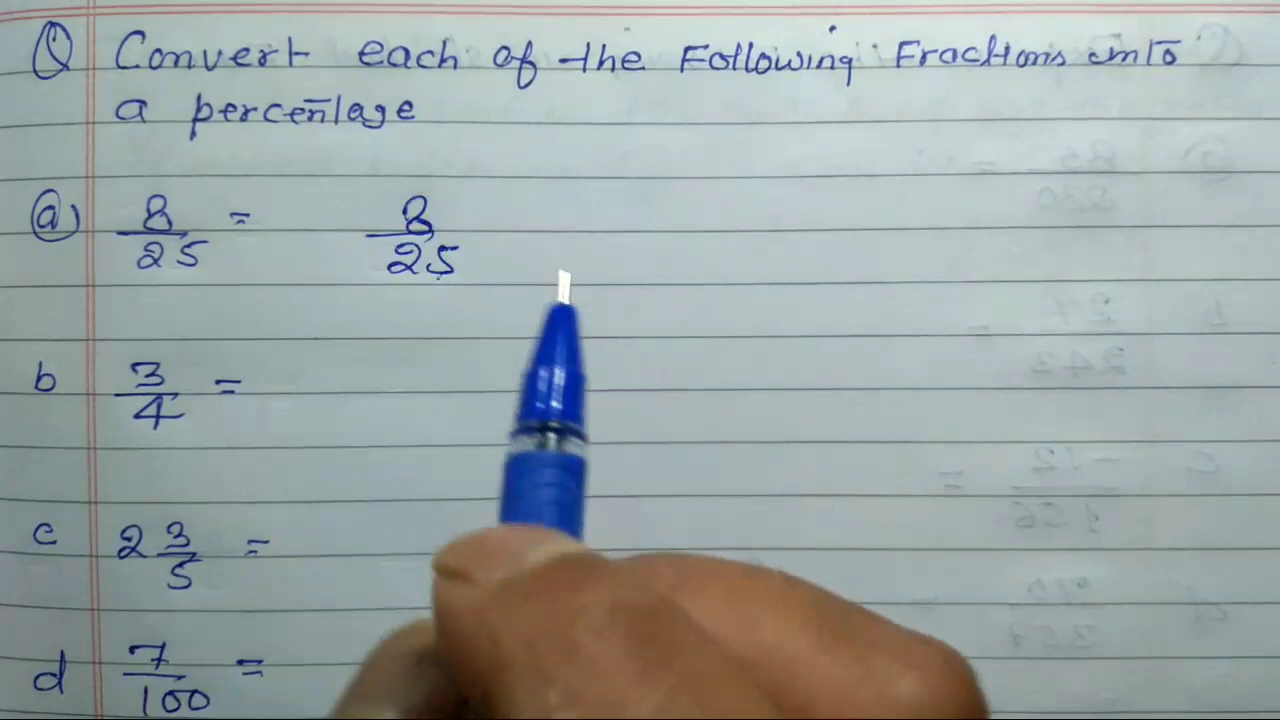 Q Convert each of the Following Fractions into
a percentage
a) 8/25 = 8/25
b 3/4 =
c 2 3/5 =
d 7/100 =